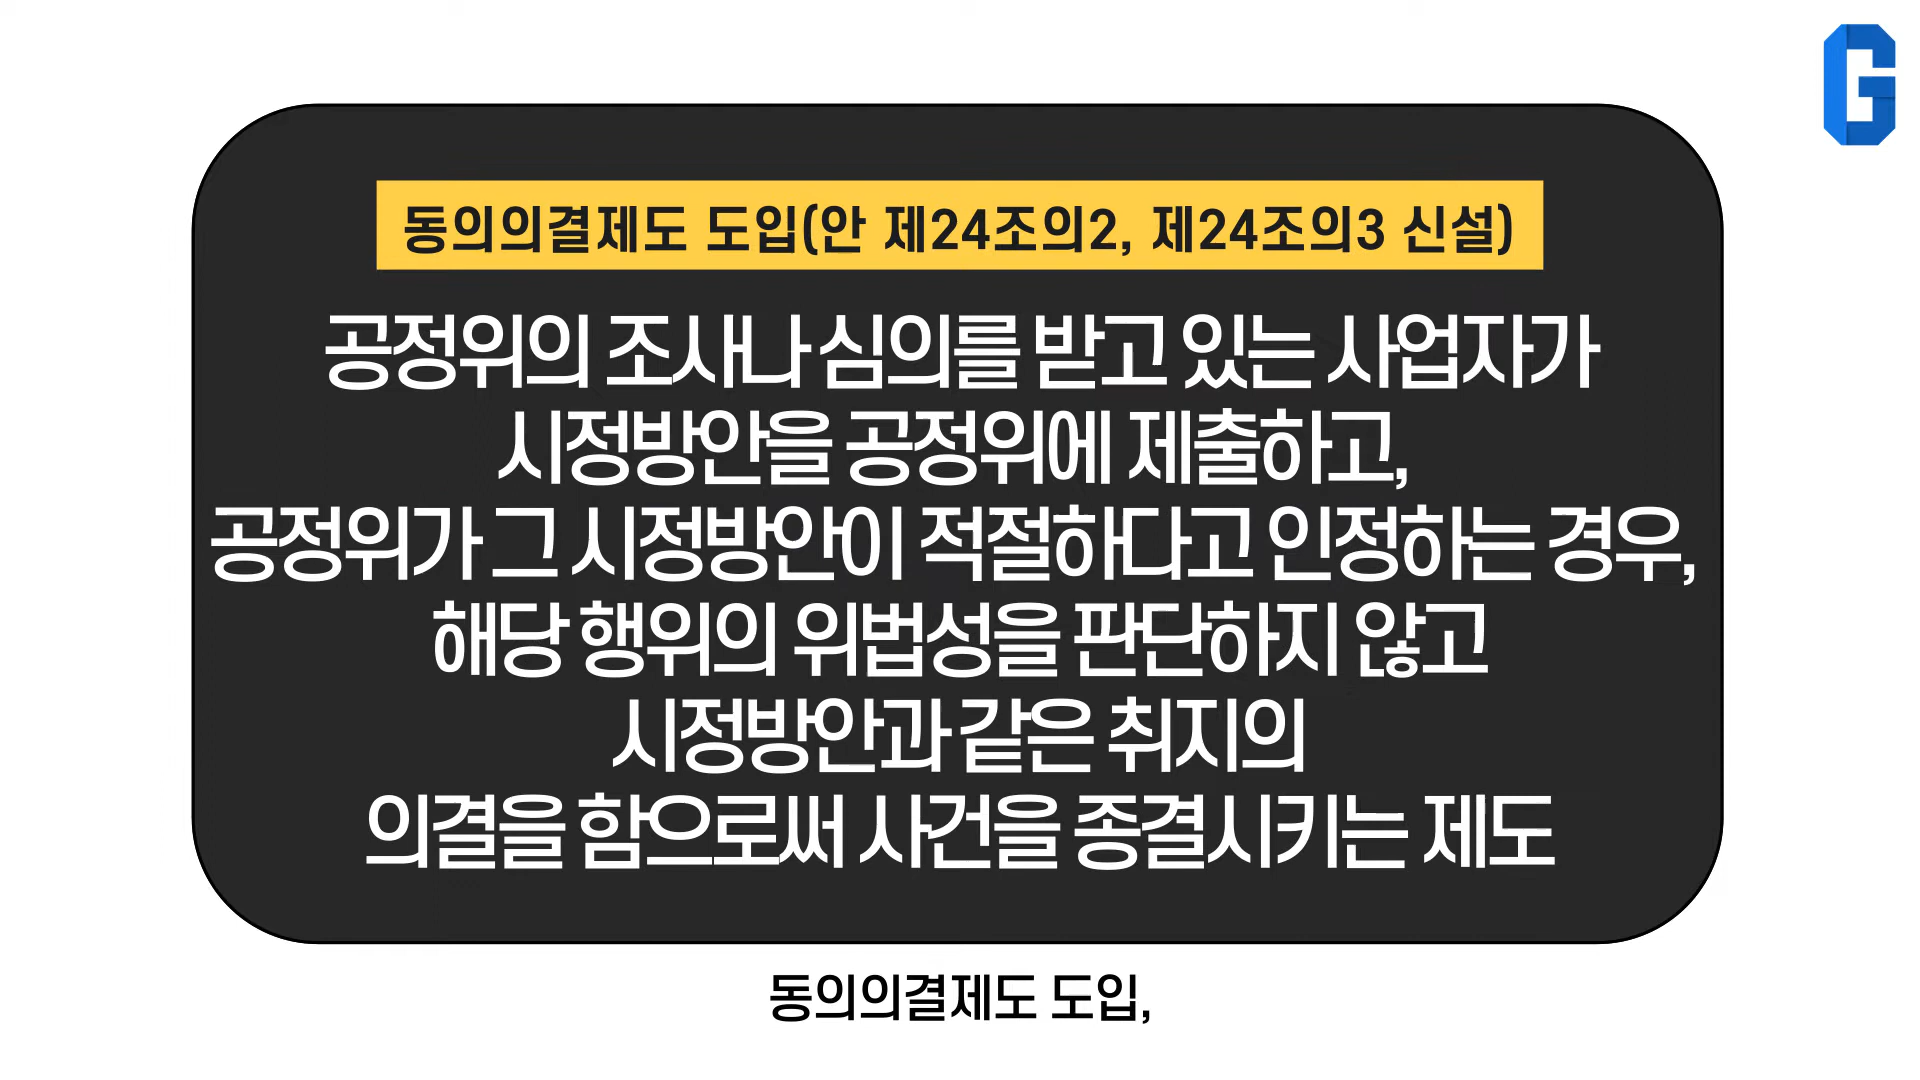 동의의결제도 도입(안 제24조의2, 제24조의3 신설)
공정위의 조사나 심의를 받고 있는 사업자가
시정방안을 공정위에 제출하고,
공정위가 그 시정방안이 적절하다고 인정하는 경우,
해당 행위의 위법성을 판단하지 않고
시정방안과 같은 취지의
의결을 함으로써 사건을 종결시키는 제도
동의의결제도 도입,
G